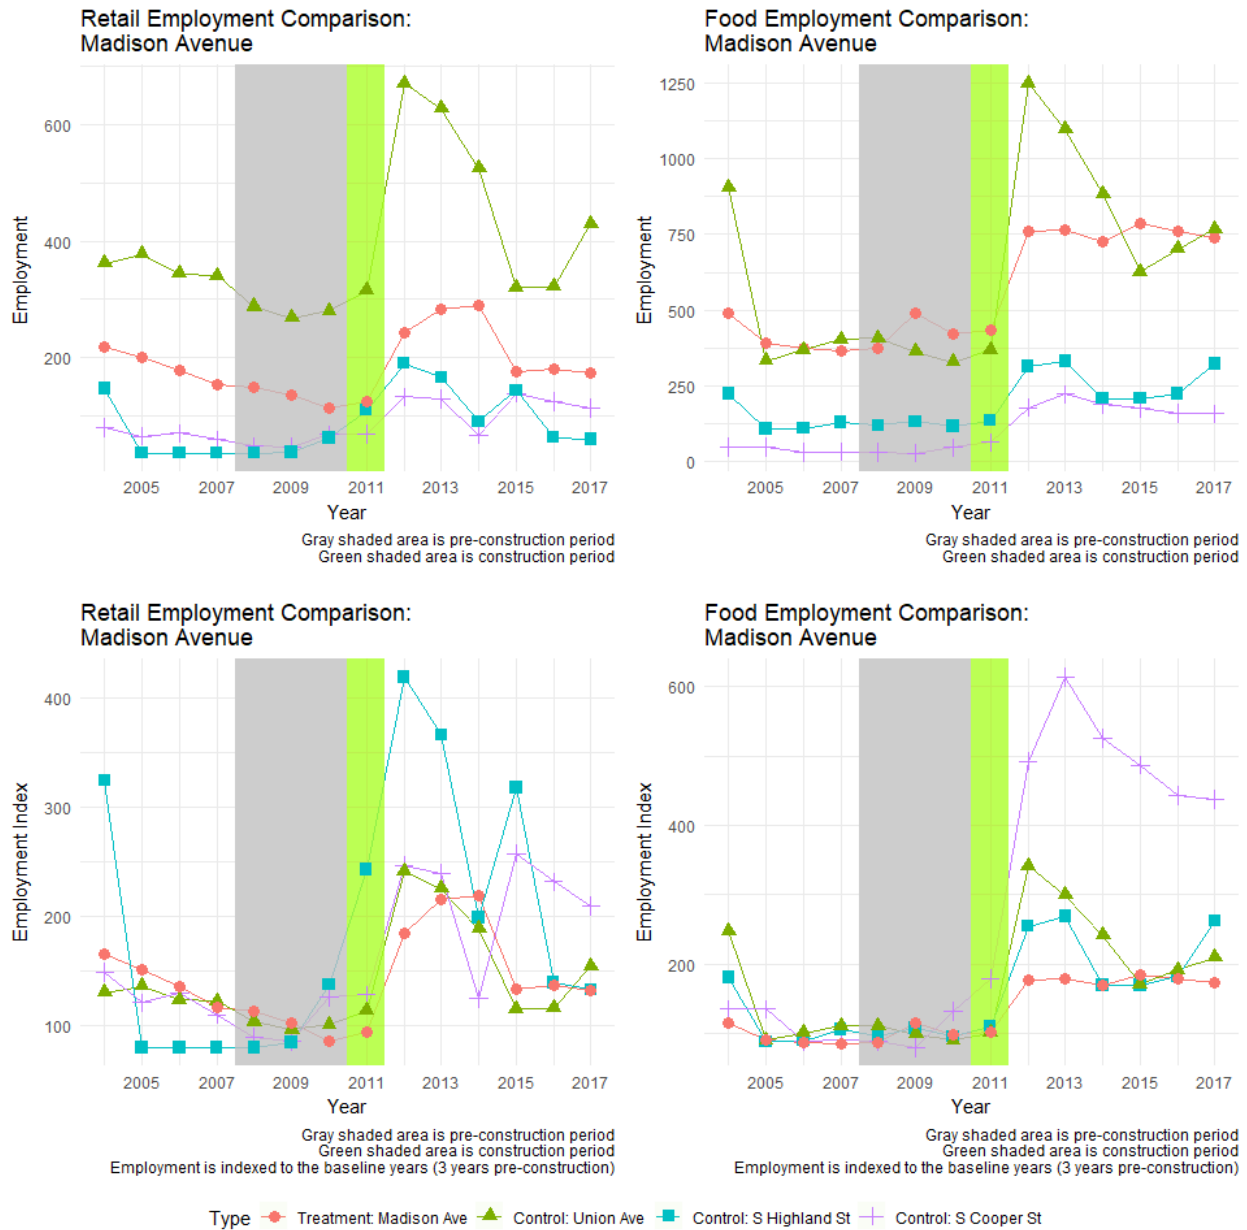 Retail Employment Comparison:
Madison Avenue
Employment
600
400
200
2005 2007 2009 2011 2013 2015 2017
Year
Gray shaded area is pre-construction period
Green shaded area is construction period
Food Employment Comparison:
Madison Avenue
Employment
1250
1000
750
500
250
0
2005 2007 2009 2011 2013 2015 2017
Year
Gray shaded area is pre-construction period
Green shaded area is construction period
Retail Employment Comparison:
Madison Avenue
Employment Index
400
300
200
100
2005 2007 2009 2011 2013 2015 2017
Year
Gray shaded area is pre-construction period
Green shaded area is construction period
Employment is indexed to the baseline years (3 years pre-construction)
Food Employment Comparison:
Madison Avenue
Employment Index
600
400
200
2005 2007 2009 2011 2013 2015 2017
Year
Gray shaded area is pre-construction period
Green shaded area is construction period
Employment is indexed to the baseline years (3 years pre-construction)
Type Treatment: Madison Ave Control: Union Ave Control: S Highland St Control: S Cooper St